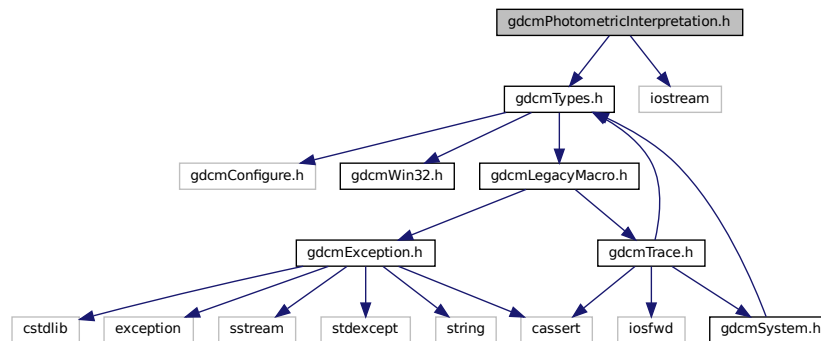 gdcmPhotometricInterpretation.h
gdcmTypes.h
iostream
gdcmConfigure.h
gdcmWin32.h
gdcmLegacyMacro.h
gdcmException.h
gdcmTrace.h
cstdlib
exception
sstream
stdexcept
string
cassert
iosfwd
gdcmSystem.h